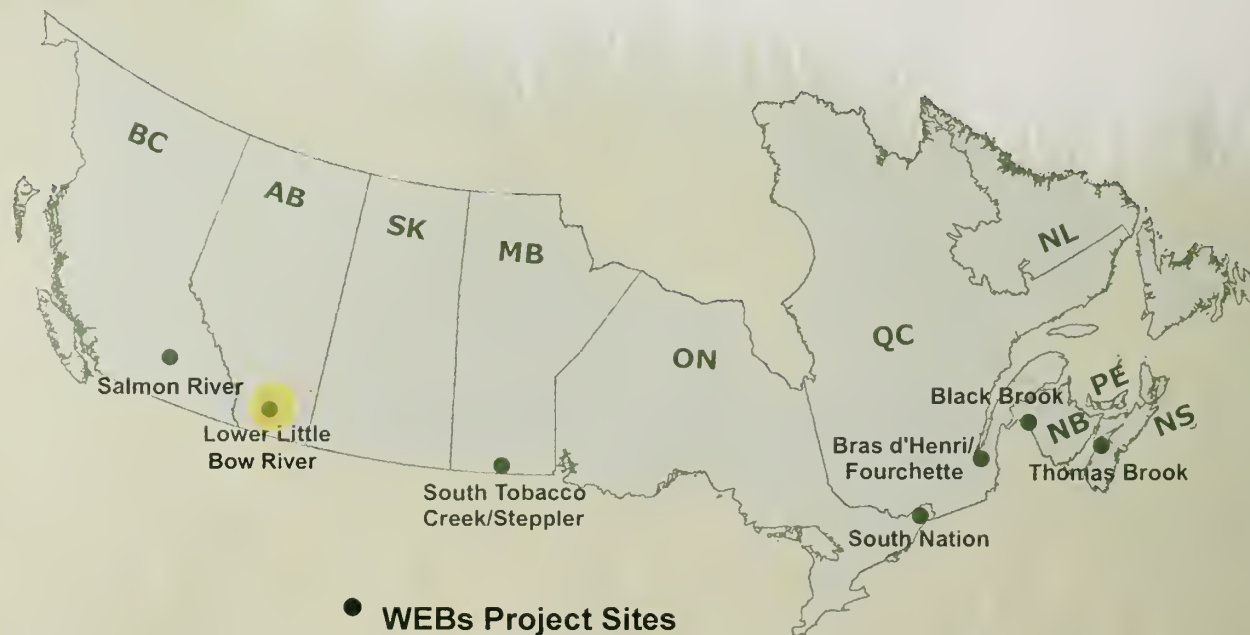 BC
AB
SK
MB
NL
ON
QC
PE
NB
NS
Salmon River
Lower Little
Bow River
South Tobacco
Creek/Steppler
Black Brook
Bras d'Henri/
Fourchette
Thomas Brook
South Nation
WEBs Project Sites